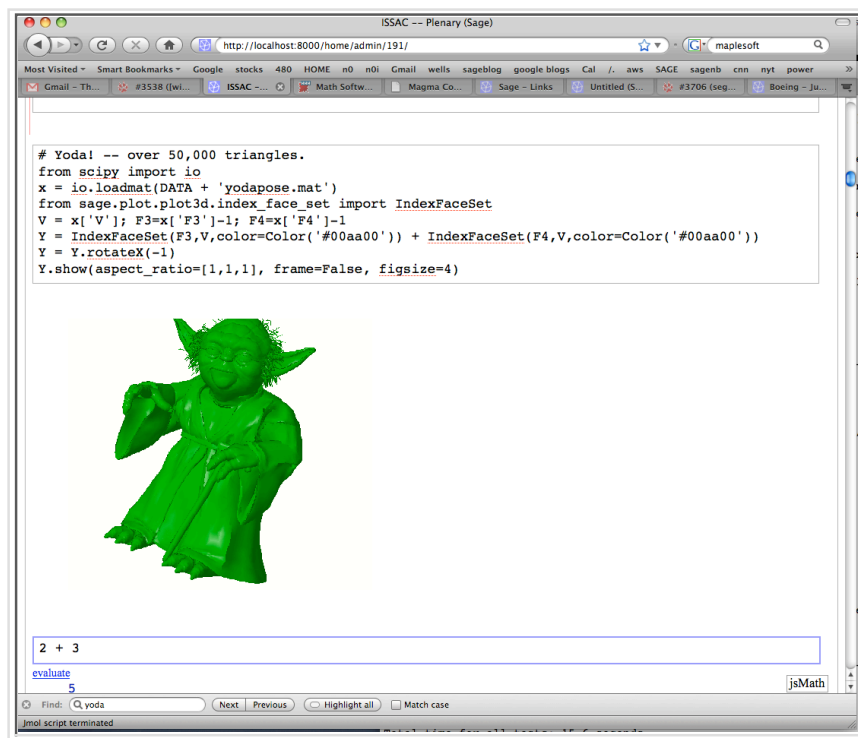 ISSAC -- Plenary (Sage)
http://localhost:8000/home/admin/191/
maplesoft
Most Visited Smart Bookmarks Google stocks 480 HOME n0 n0i Gmail wells sageblog google blogs Cal /. aws SAGE sagenb cnn nyt power »
Gmail - Th... #3538 ([wi... ISSAC -... Math Softw... Magma Co... Sage - Links Untitled (S... #3706 (seg... Boeing - Ju...
# Yoda! -- over 50,000 triangles.
from scipy import io
x = io.loadmat(DATA + 'yodapose.mat')
from sage.plot.plot3d.index_face_set import IndexFaceSet
V = x['V']; F3=x['F3']-1; F4=x['F4']-1
Y = IndexFaceSet(F3,V,color=Color('#00aa00')) + IndexFaceSet(F4,V,color=Color('#00aa00'))
Y = Y.rotateX(-1)
Y.show(aspect_ratio=[1,1,1], frame=False, figsize=4)
2 + 3
evaluate
5
jsMath
Find: yoda Next Previous Highlight all Match case
Jmol script terminated